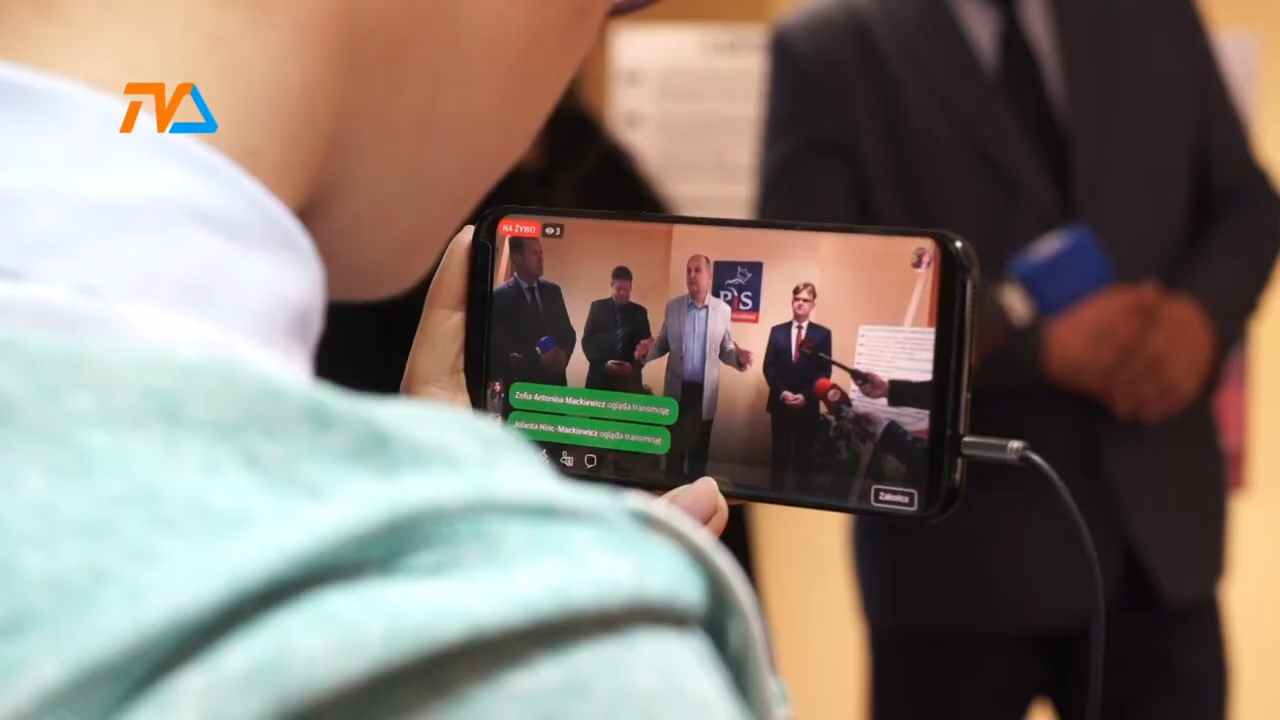 TVA
NA ŻYWO 3
PiS
Zofia Antonina Mackiewicz ogląda transmisję
Jolanta Hinc-Mackiewicz ogląda transmisję
Zakończ